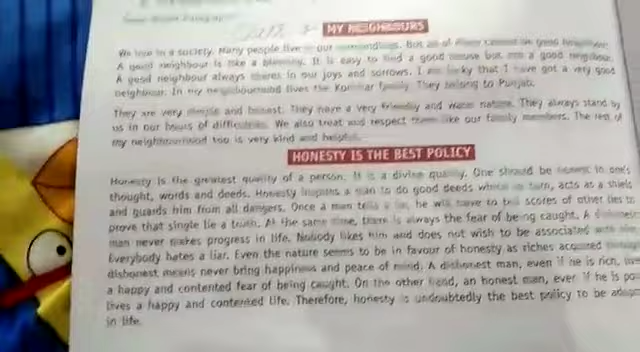 MY NEIGHBOURS
We live in a society. Many people live in our surroundings. But all of them cannot be good
A good neighbour is like a blessing. It is easy to find a good house but not a good neighbour.
A good neighbour always shares in our joys and sorrows. I am lucky that I have got a very good
neighbour. In my neighbourhood lives the family. They belong to Punjab.
They are very simple and honest. They have a very friendly and warm nature. They always stand by
us in our hours of difficulties. We also treat and respect them like our family members. The rest of
my neighbourhood too is very kind and helpful.
HONESTY IS THE BEST POLICY
Honesty is the greatest quality of a person. It is a divine quality. One should be honest in one's
thought, words and deeds. Honesty inspires a man to do good deeds which in turn, acts as a shield
and guards him from all dangers. Once a man tells a lie, he will have to tell scores of other lies to
prove that single lie a truth. At the same time, there is always the fear of being caught. A
man never makes progress in life. Nobody likes him and does not wish to be associated with
Everybody hates a liar. Even the nature seems to be in favour of honesty as riches acquired
dishonest means never bring happiness and peace of mind. A dishonest man, even if he is rich,
a happy and contented fear of being caught. On the other hand, an honest man, ever if he is
lives a happy and contented life. Therefore, honesty is undoubtedly the best policy to be
in life.